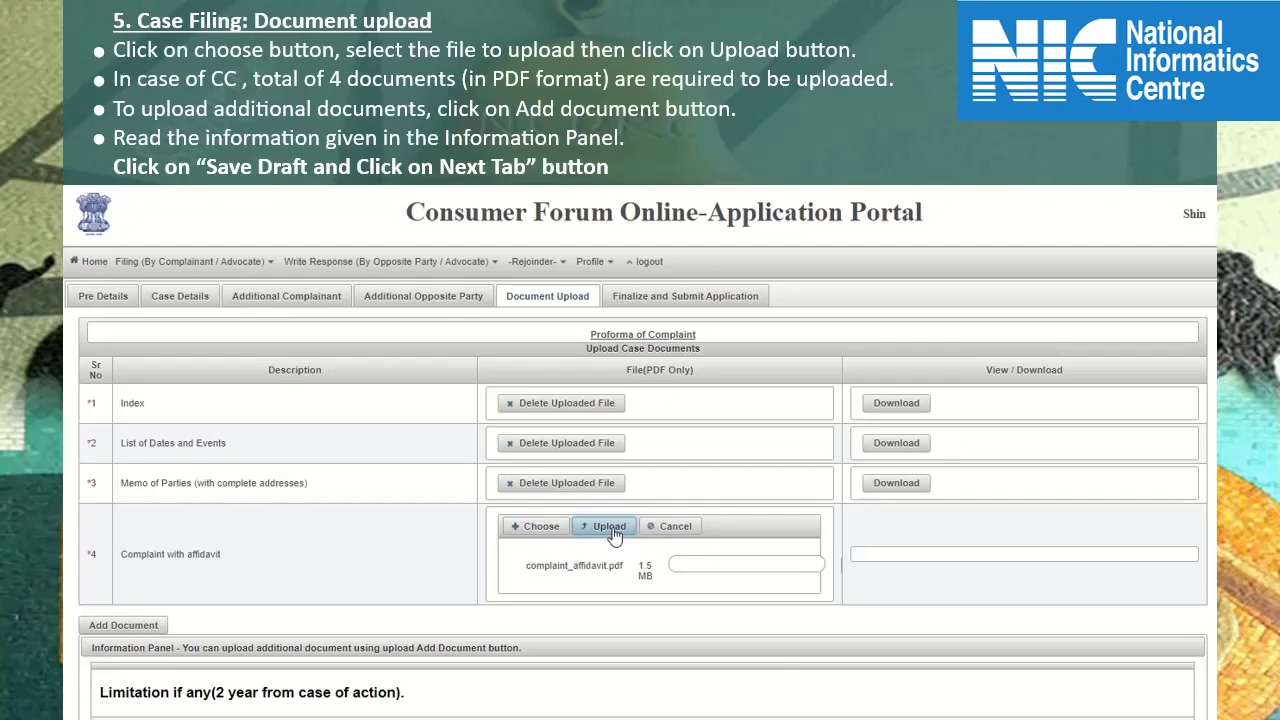 5. Case Filing: Document upload
● Click on choose button, select the file to upload then click on Upload button.
● In case of CC , total of 4 documents (in PDF format) are required to be uploaded.
● To upload additional documents, click on Add document button.
● Read the information given in the Information Panel.
Click on “Save Draft and Click on Next Tab” button
NIC National Informatics Centre
Consumer Forum Online-Application Portal
Shin
Home Filing (By Complainant / Advocate) Write Response (By Opposite Party / Advocate) -Rejoinder- Profile logout
Pre Details Case Details Additional Complainant Additional Opposite Party Document Upload Finalize and Submit Application
Proforma of Complaint
Upload Case Documents
Sr No Description File(PDF Only) View / Download
*1 Index Delete Uploaded File Download
*2 List of Dates and Events Delete Uploaded File Download
*3 Memo of Parties (with complete addresses) Delete Uploaded File Download
Choose Upload Cancel
*4 Complaint with affidavit
complaint_affidavit.pdf 1.5 MB
Add Document
Information Panel - You can upload additional document using upload Add Document button.
Limitation if any(2 year from case of action).